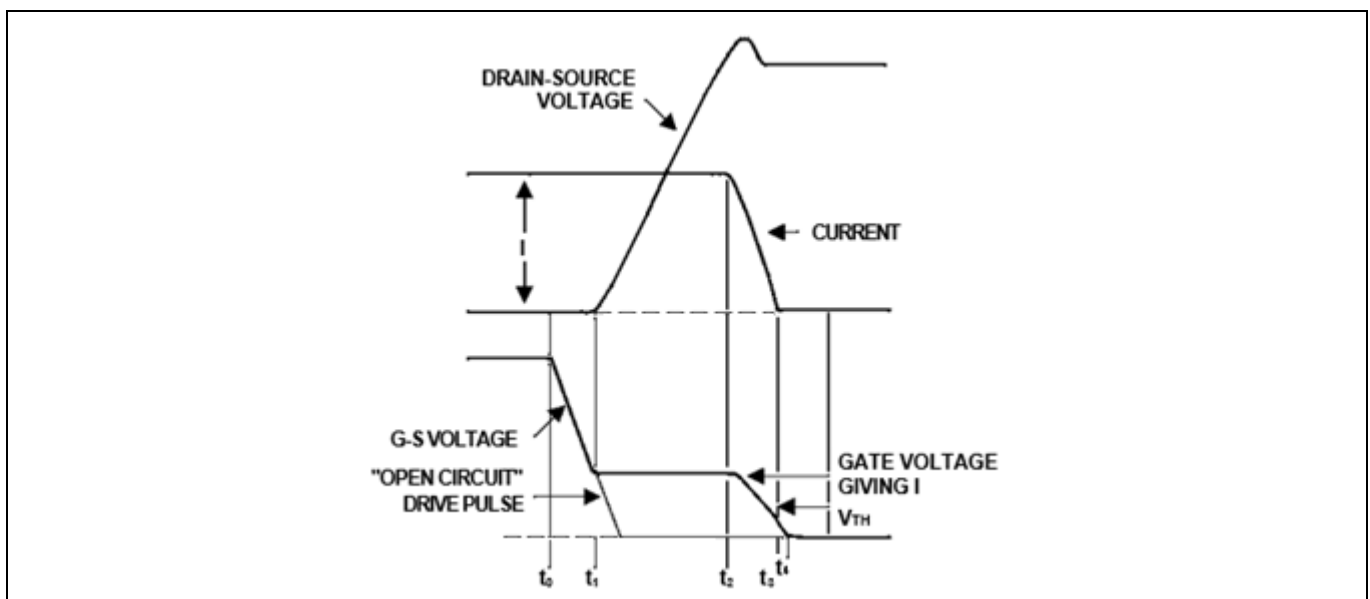 DRAIN-SOURCE
VOLTAGE
I
CURRENT
G-S VOLTAGE
"OPEN CIRCUIT"
DRIVE PULSE
GATE VOLTAGE
GIVING I
VTH
t0 t1 t2 t3 t4